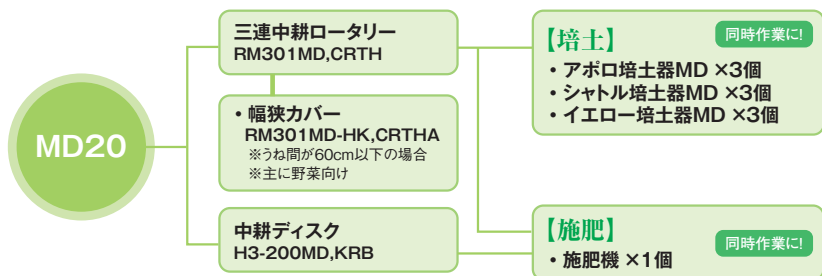 MD20
三連中耕ロータリー
RM301MD,CRTH
・幅狭カバー
RM301MD-HK,CRTHA
※うね間が60cm以下の場合
※主に野菜向け
中耕ディスク
H3-200MD,KRB
【培土】
同時作業に!
・アポロ培土器MD ×3個
・シャトル培土器MD ×3個
・イエロー培土器MD ×3個
【施肥】
同時作業に!
・施肥機 ×1個